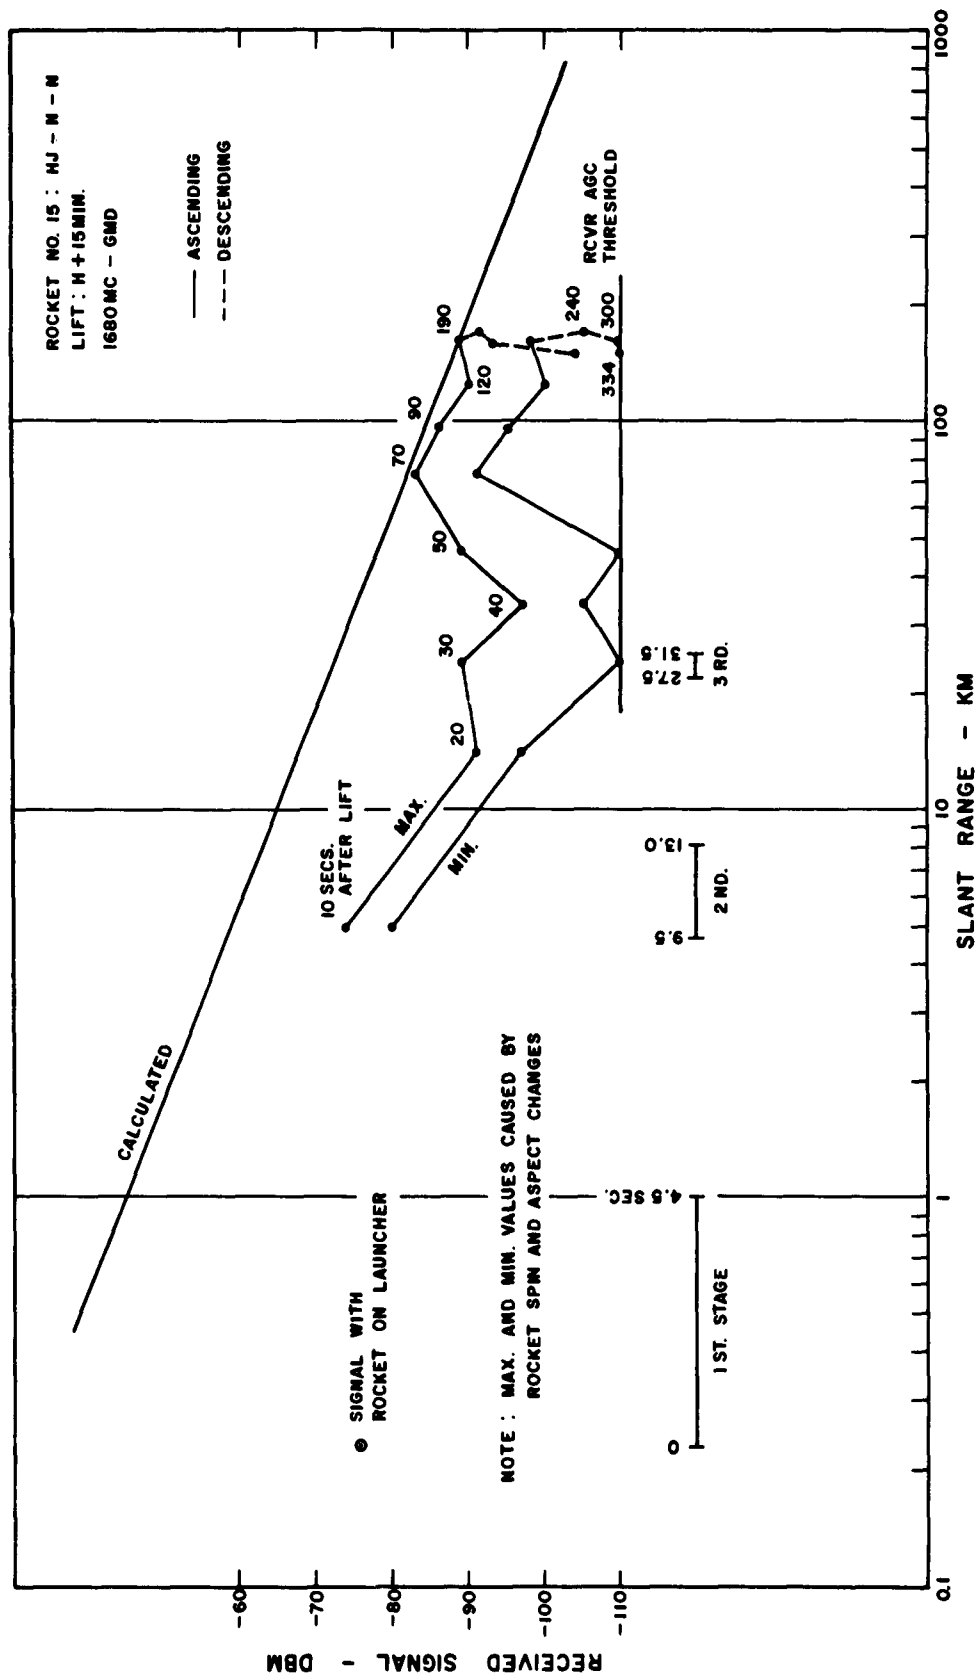 ROCKET NO. 15 : HJ - N - N
LIFT : H + 15 MIN.
1680 MC - GMD
ASCENDING
DESCENDING
CALCULATED
10 SECS.
AFTER LIFT
MAX.
MIN.
20
30
40
50
70
90
120
190
240
300
334
RCVR AGC
THRESHOLD
SIGNAL WITH
ROCKET ON LAUNCHER
NOTE : MAX. AND MIN. VALUES CAUSED BY
ROCKET SPIN AND ASPECT CHANGES
0
4.5 SEC.
1 ST. STAGE
9.5
13.0
2 ND.
27.5
31.5
3 RD.
-60
-70
-80
-90
-100
-110
RECEIVED SIGNAL - DBM
0.1
1
10
100
1000
SLANT RANGE - KM